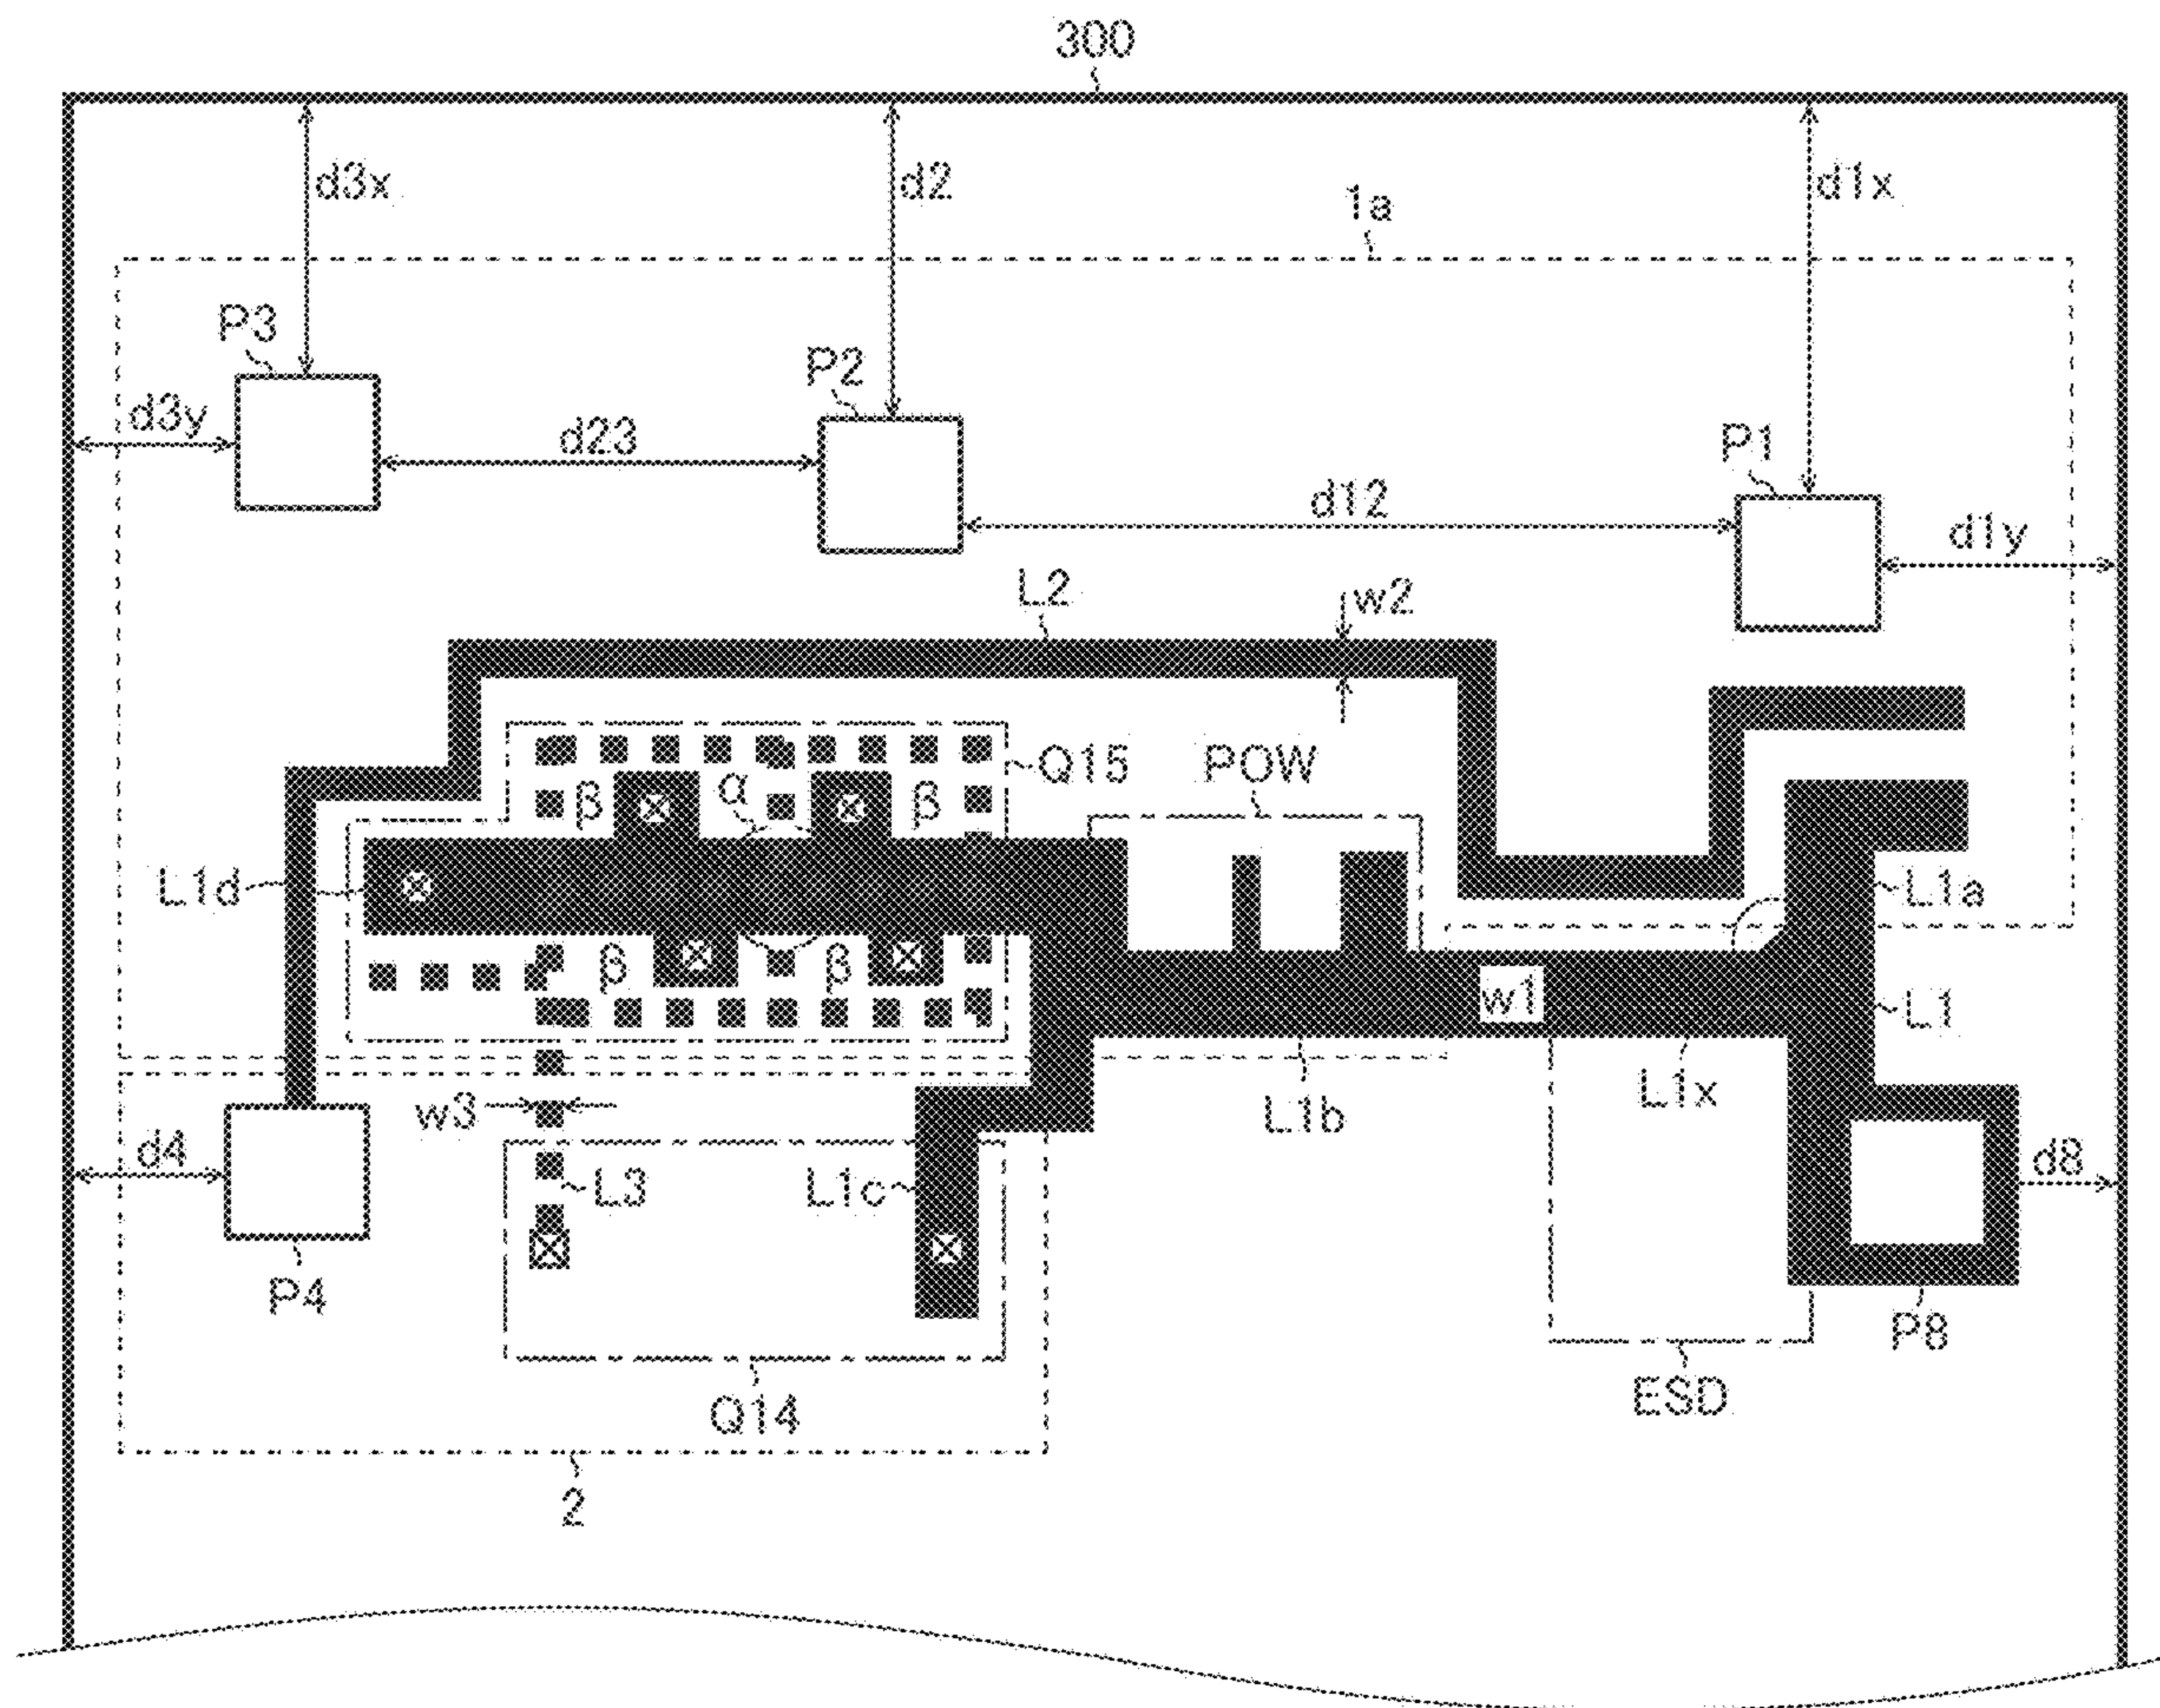 300
d3x
d2
d1x
1a
P3
P2
P1
d3y
d23
d12
d1y
L2
w2
Q15
POW
β
α
β
L1d
L1a
β
β
w1
L1
w3
L1b
L1x
d4
L3
L1c
d8
P4
P8
Q14
ESD
2